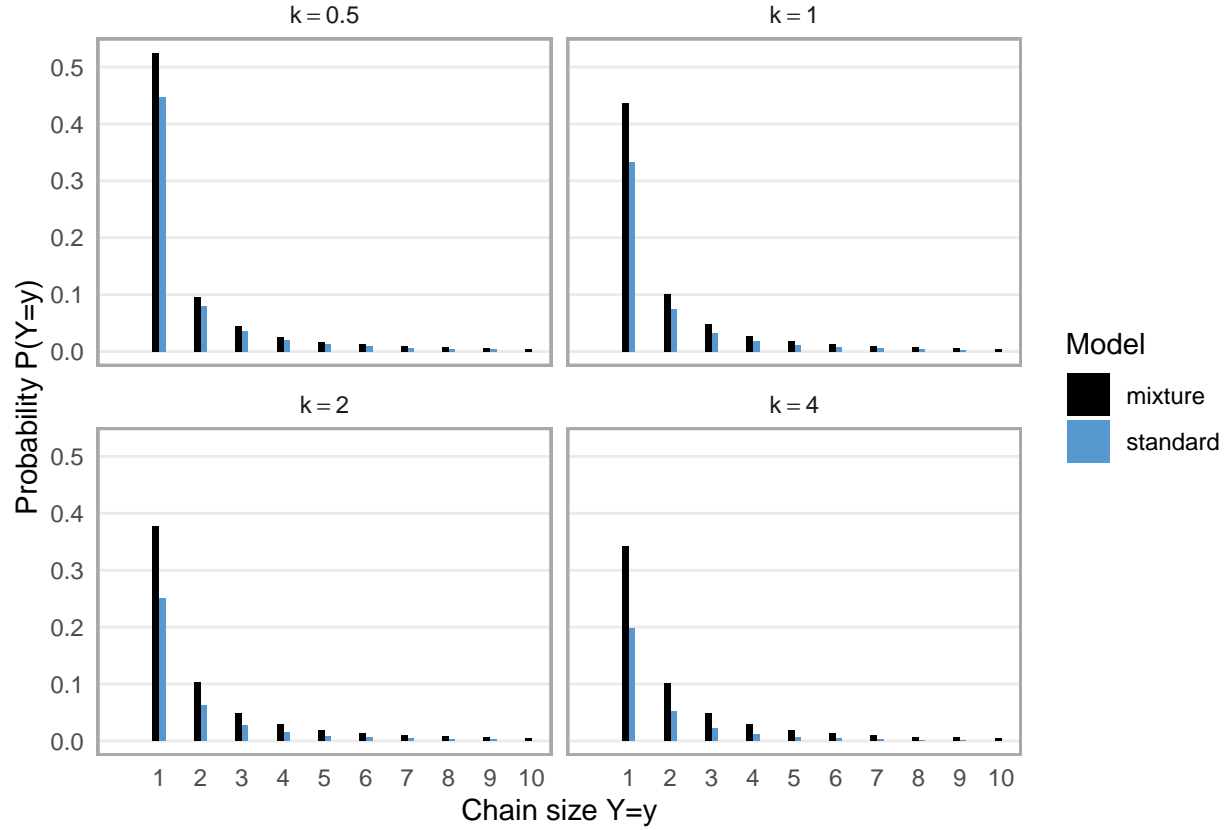 k = 0.5
k = 1
0.5
0.4
0.3
0.2
0.1
0.0
k = 2
k = 4
0.5
0.4
0.3
0.2
0.1
0.0
1 2 3 4 5 6 7 8 9 10
1 2 3 4 5 6 7 8 9 10
Chain size Y=y
Probability P(Y=y)
Model
mixture
standard